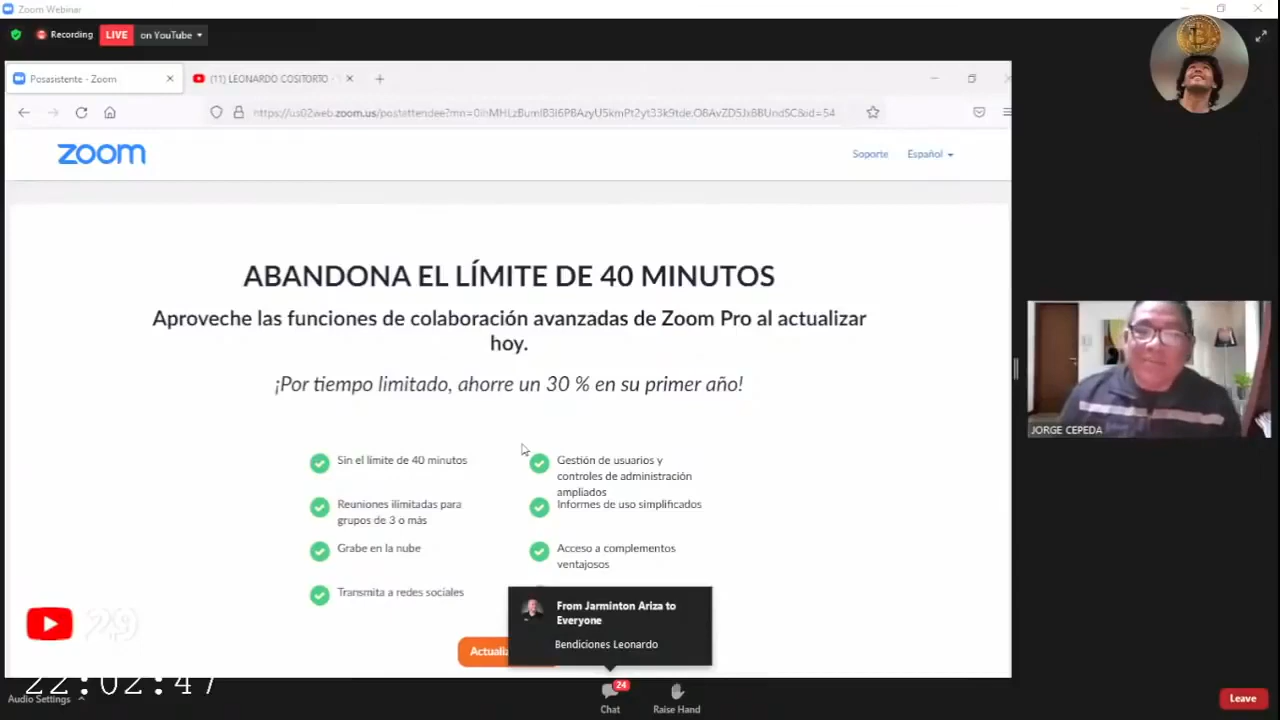 Zoom Webinar
Recording
LIVE
on YouTube
Posasistente - Zoom
(11) LEONARDO COSITORTO
zoom
Soporte
Español
ABANDONA EL LÍMITE DE 40 MINUTOS
Aproveche las funciones de colaboración avanzadas de Zoom Pro al actualizar
hoy.
¡Por tiempo limitado, ahorre un 30 % en su primer año!
Sin el límite de 40 minutos
Reuniones ilimitadas para
grupos de 3 o más
Grabe en la nube
Transmita a redes sociales
Gestión de usuarios y
controles de administración
ampliados
Informes de uso simplificados
Acceso a complementos
ventajosos
From Jarminton Ariza to
Everyone
Bendiciones Leonardo
JORGE CEPEDA
29
22:02:47
Audio Settings
24
Chat
Raise Hand
Leave